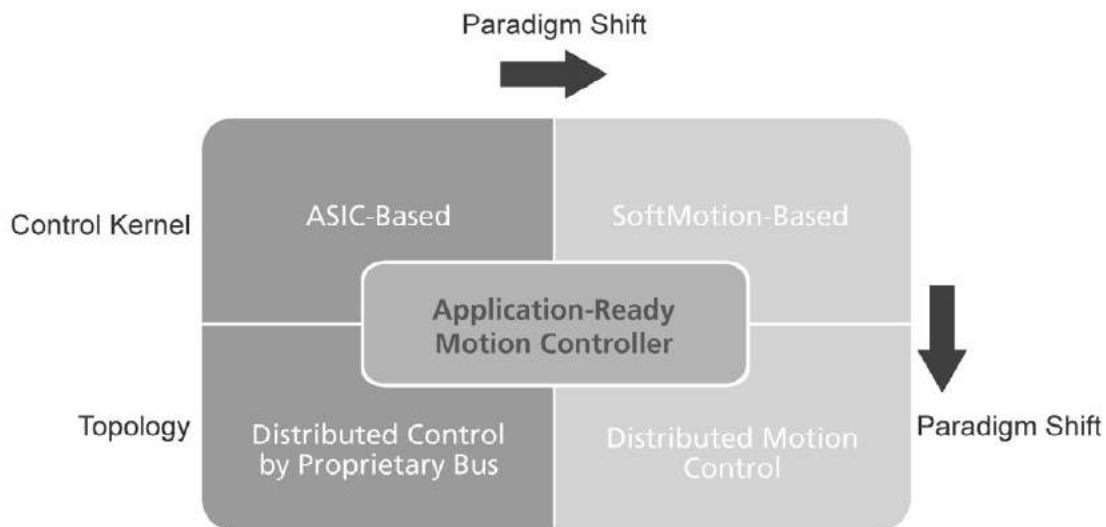 Paradigm Shift
Control Kernel
ASIC-Based
SoftMotion-Based
Application-Ready
Motion Controller
Topology
Distributed Control
by Proprietary Bus
Distributed Motion
Control
Paradigm Shift